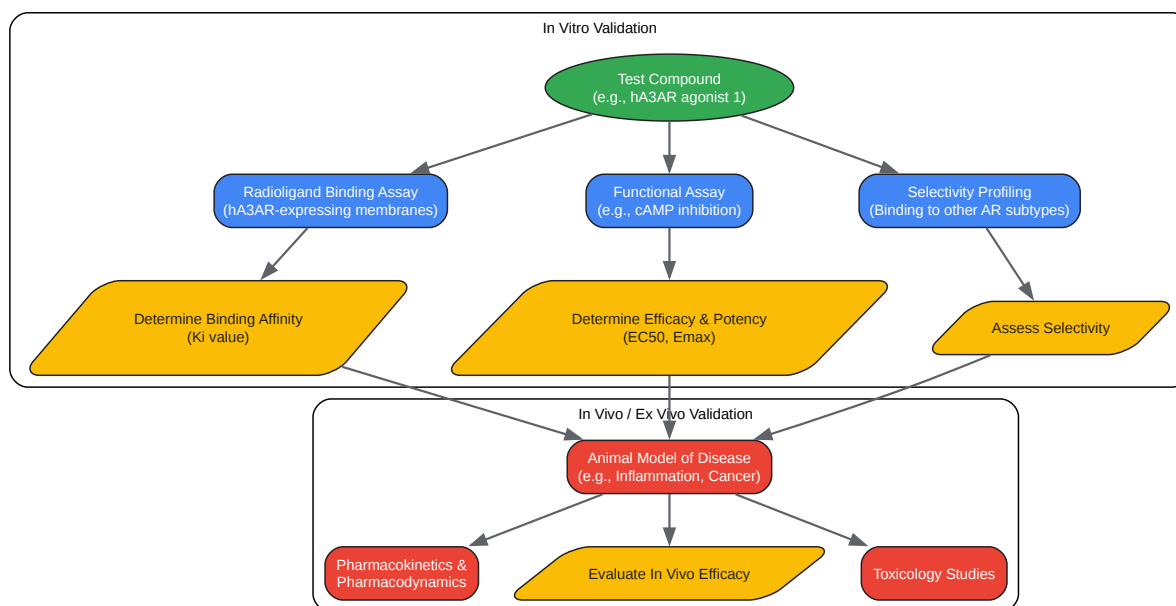 In Vitro Validation
Test Compound
(e.g., hA3AR agonist 1)
Radioligand Binding Assay
(hA3AR-expressing membranes)
Functional Assay
(e.g., cAMP inhibition)
Selectivity Profiling
(Binding to other AR subtypes)
Determine Binding Affinity
(Ki value)
Determine Efficacy & Potency
(EC50, Emax)
Assess Selectivity
In Vivo / Ex Vivo Validation
Animal Model of Disease
(e.g., Inflammation, Cancer)
Pharmacokinetics &
Pharmacodynamics
Evaluate In Vivo Efficacy
Toxicology Studies